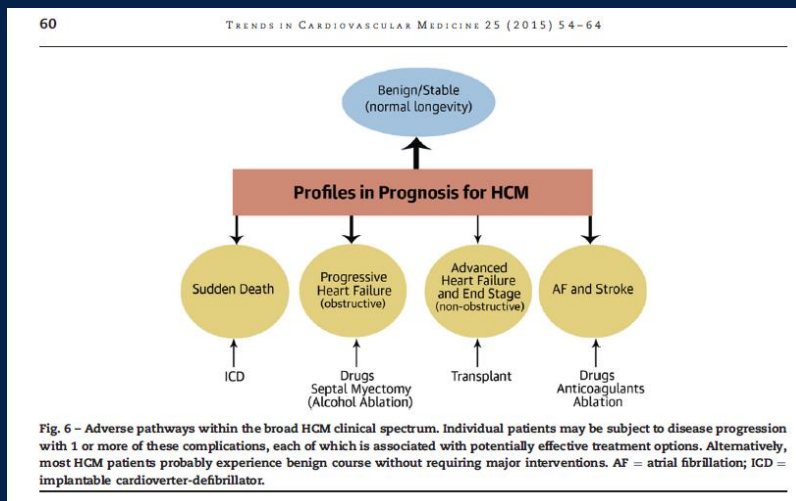 60
TRENDS IN CARDIOVASCULAR MEDICINE 25 (2015) 54–64
Benign/Stable
(normal longevity)
Profiles in Prognosis for HCM
Sudden Death
Progressive
Heart Failure
(obstructive)
Advanced
Heart Failure
and End Stage
(non-obstructive)
AF and Stroke
ICD
Drugs
Septal Myectomy
(Alcohol Ablation)
Transplant
Drugs
Anticoagulants
Ablation
Fig. 6 – Adverse pathways within the broad HCM clinical spectrum. Individual patients may be subject to disease progression
with 1 or more of these complications, each of which is associated with potentially effective treatment options. Alternatively,
most HCM patients probably experience benign course without requiring major interventions. AF = atrial fibrillation; ICD =
implantable cardioverter-defibrillator.